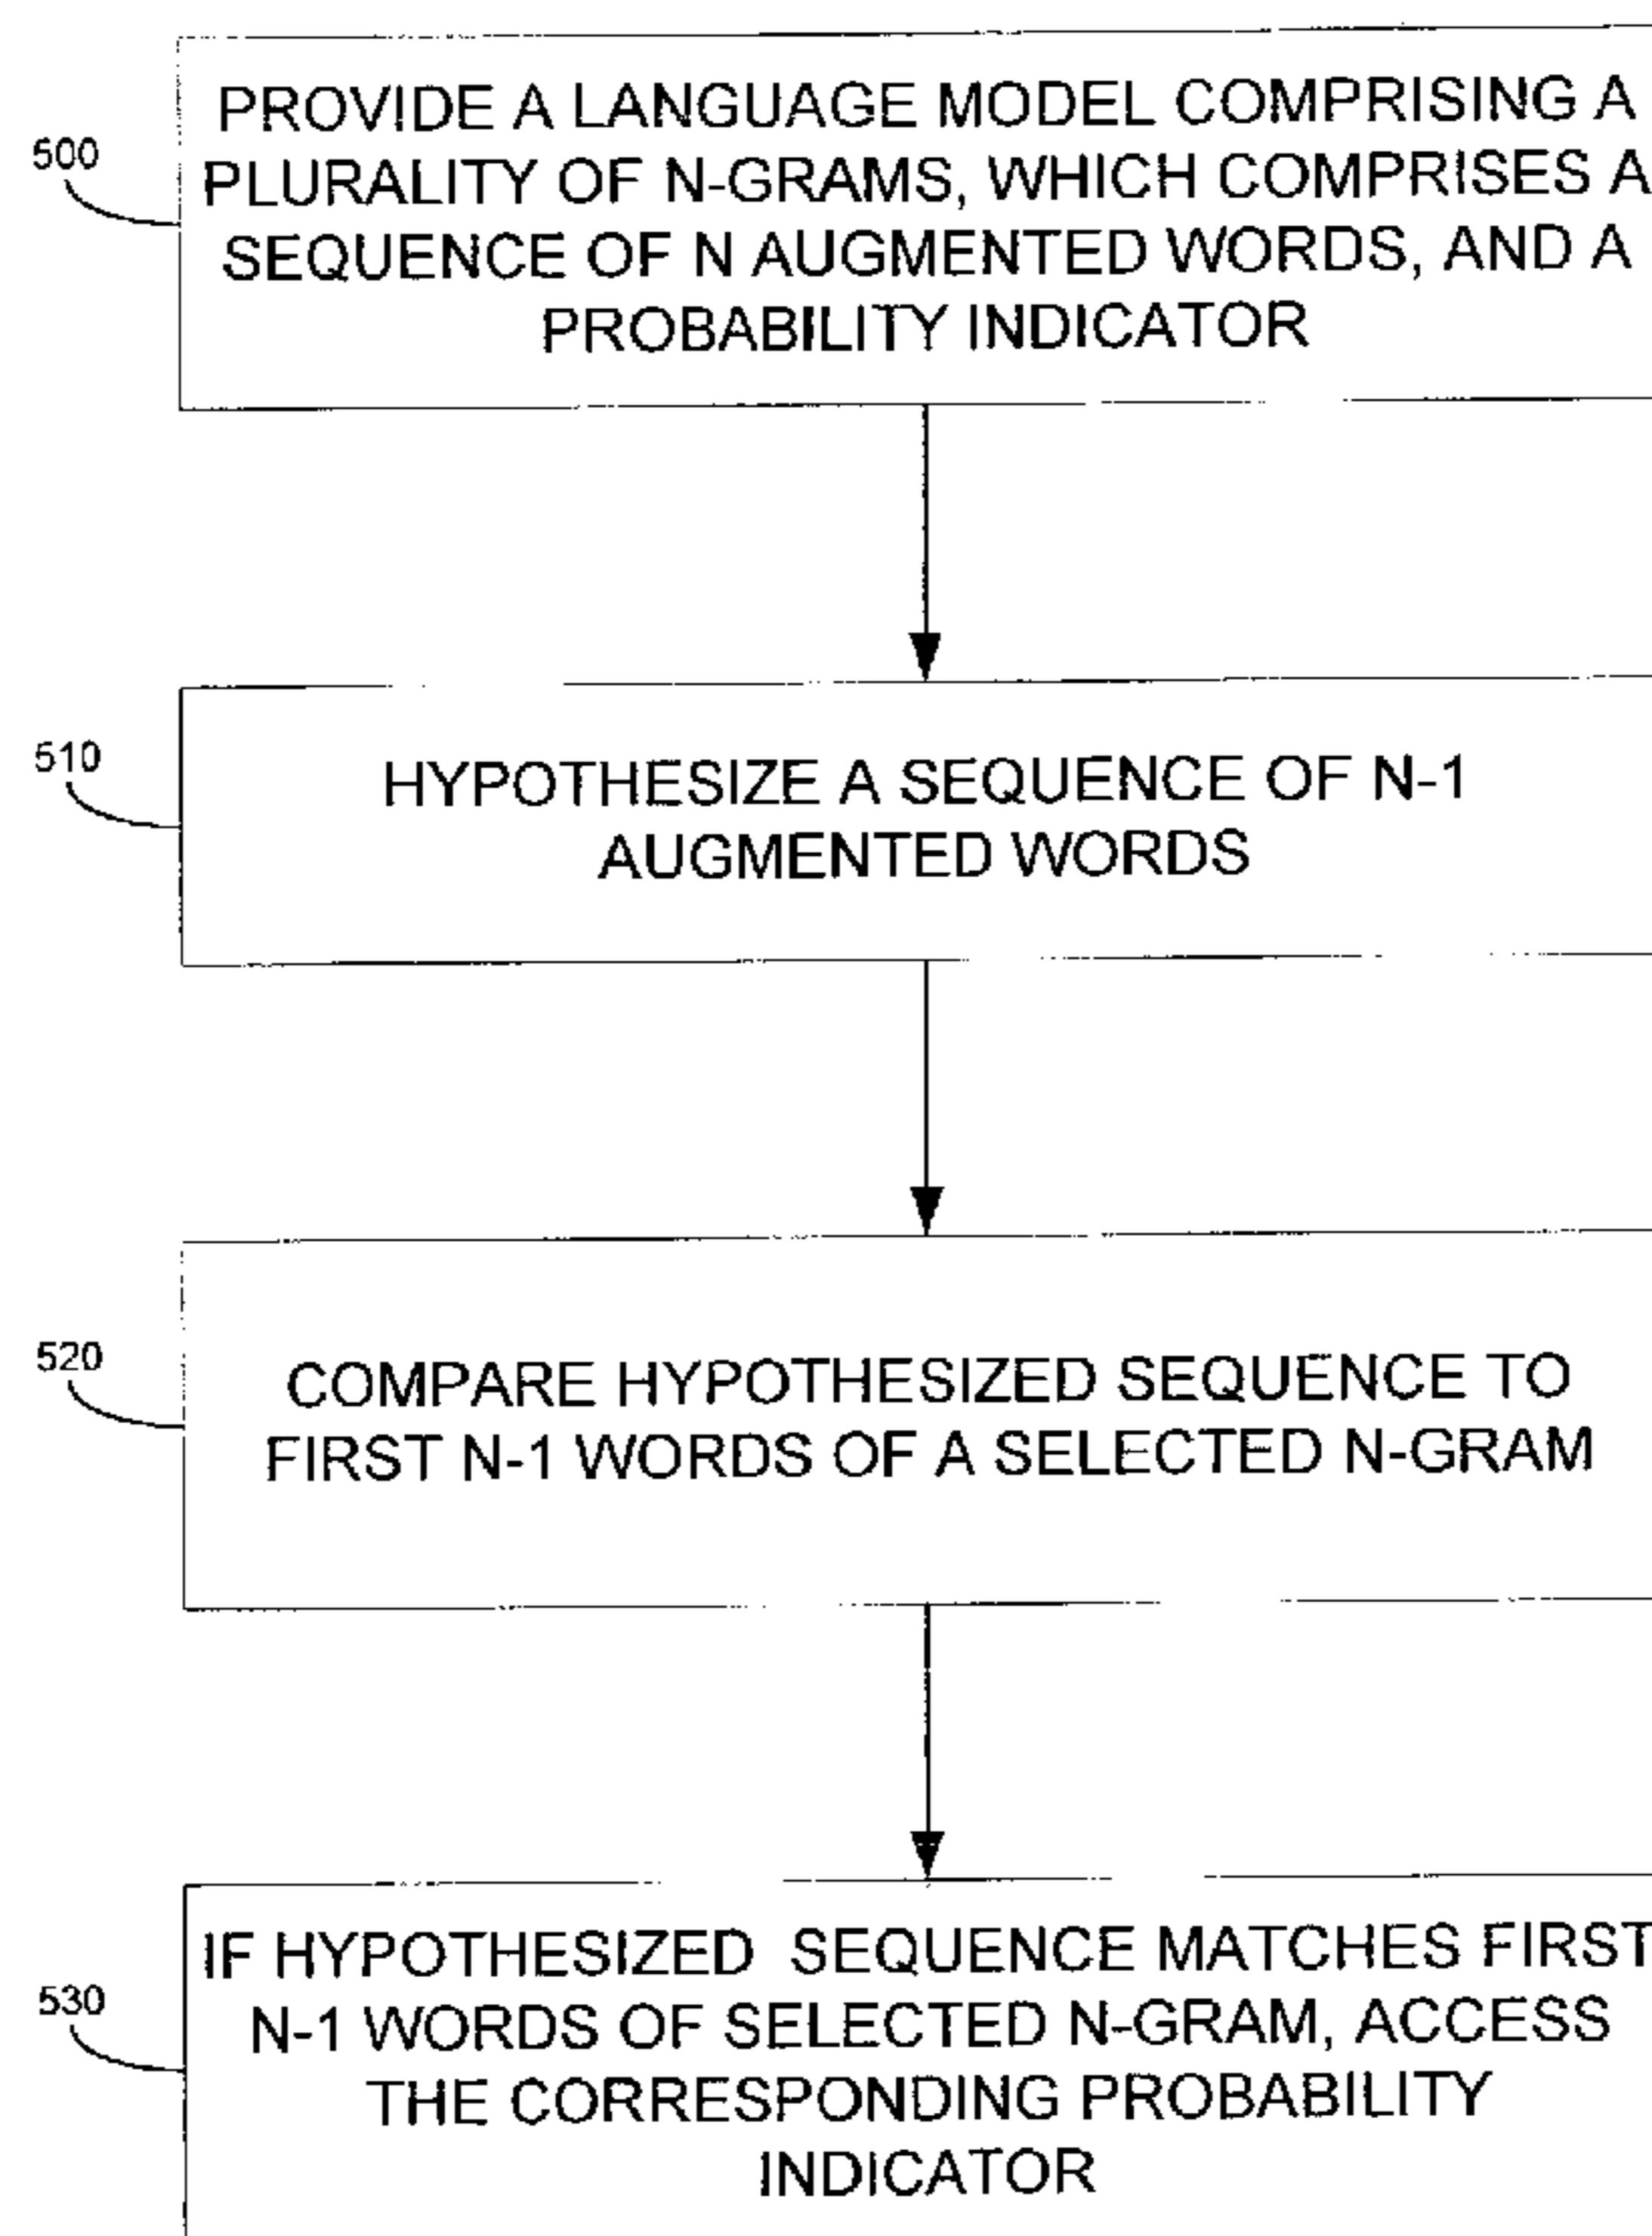 500
PROVIDE A LANGUAGE MODEL COMPRISING A
PLURALITY OF N-GRAMS, WHICH COMPRISES A
SEQUENCE OF N AUGMENTED WORDS, AND A
PROBABILITY INDICATOR
510
HYPOTHESIZE A SEQUENCE OF N-1
AUGMENTED WORDS
520
COMPARE HYPOTHESIZED SEQUENCE TO
FIRST N-1 WORDS OF A SELECTED N-GRAM
530
IF HYPOTHESIZED SEQUENCE MATCHES FIRST
N-1 WORDS OF SELECTED N-GRAM, ACCESS
THE CORRESPONDING PROBABILITY
INDICATOR